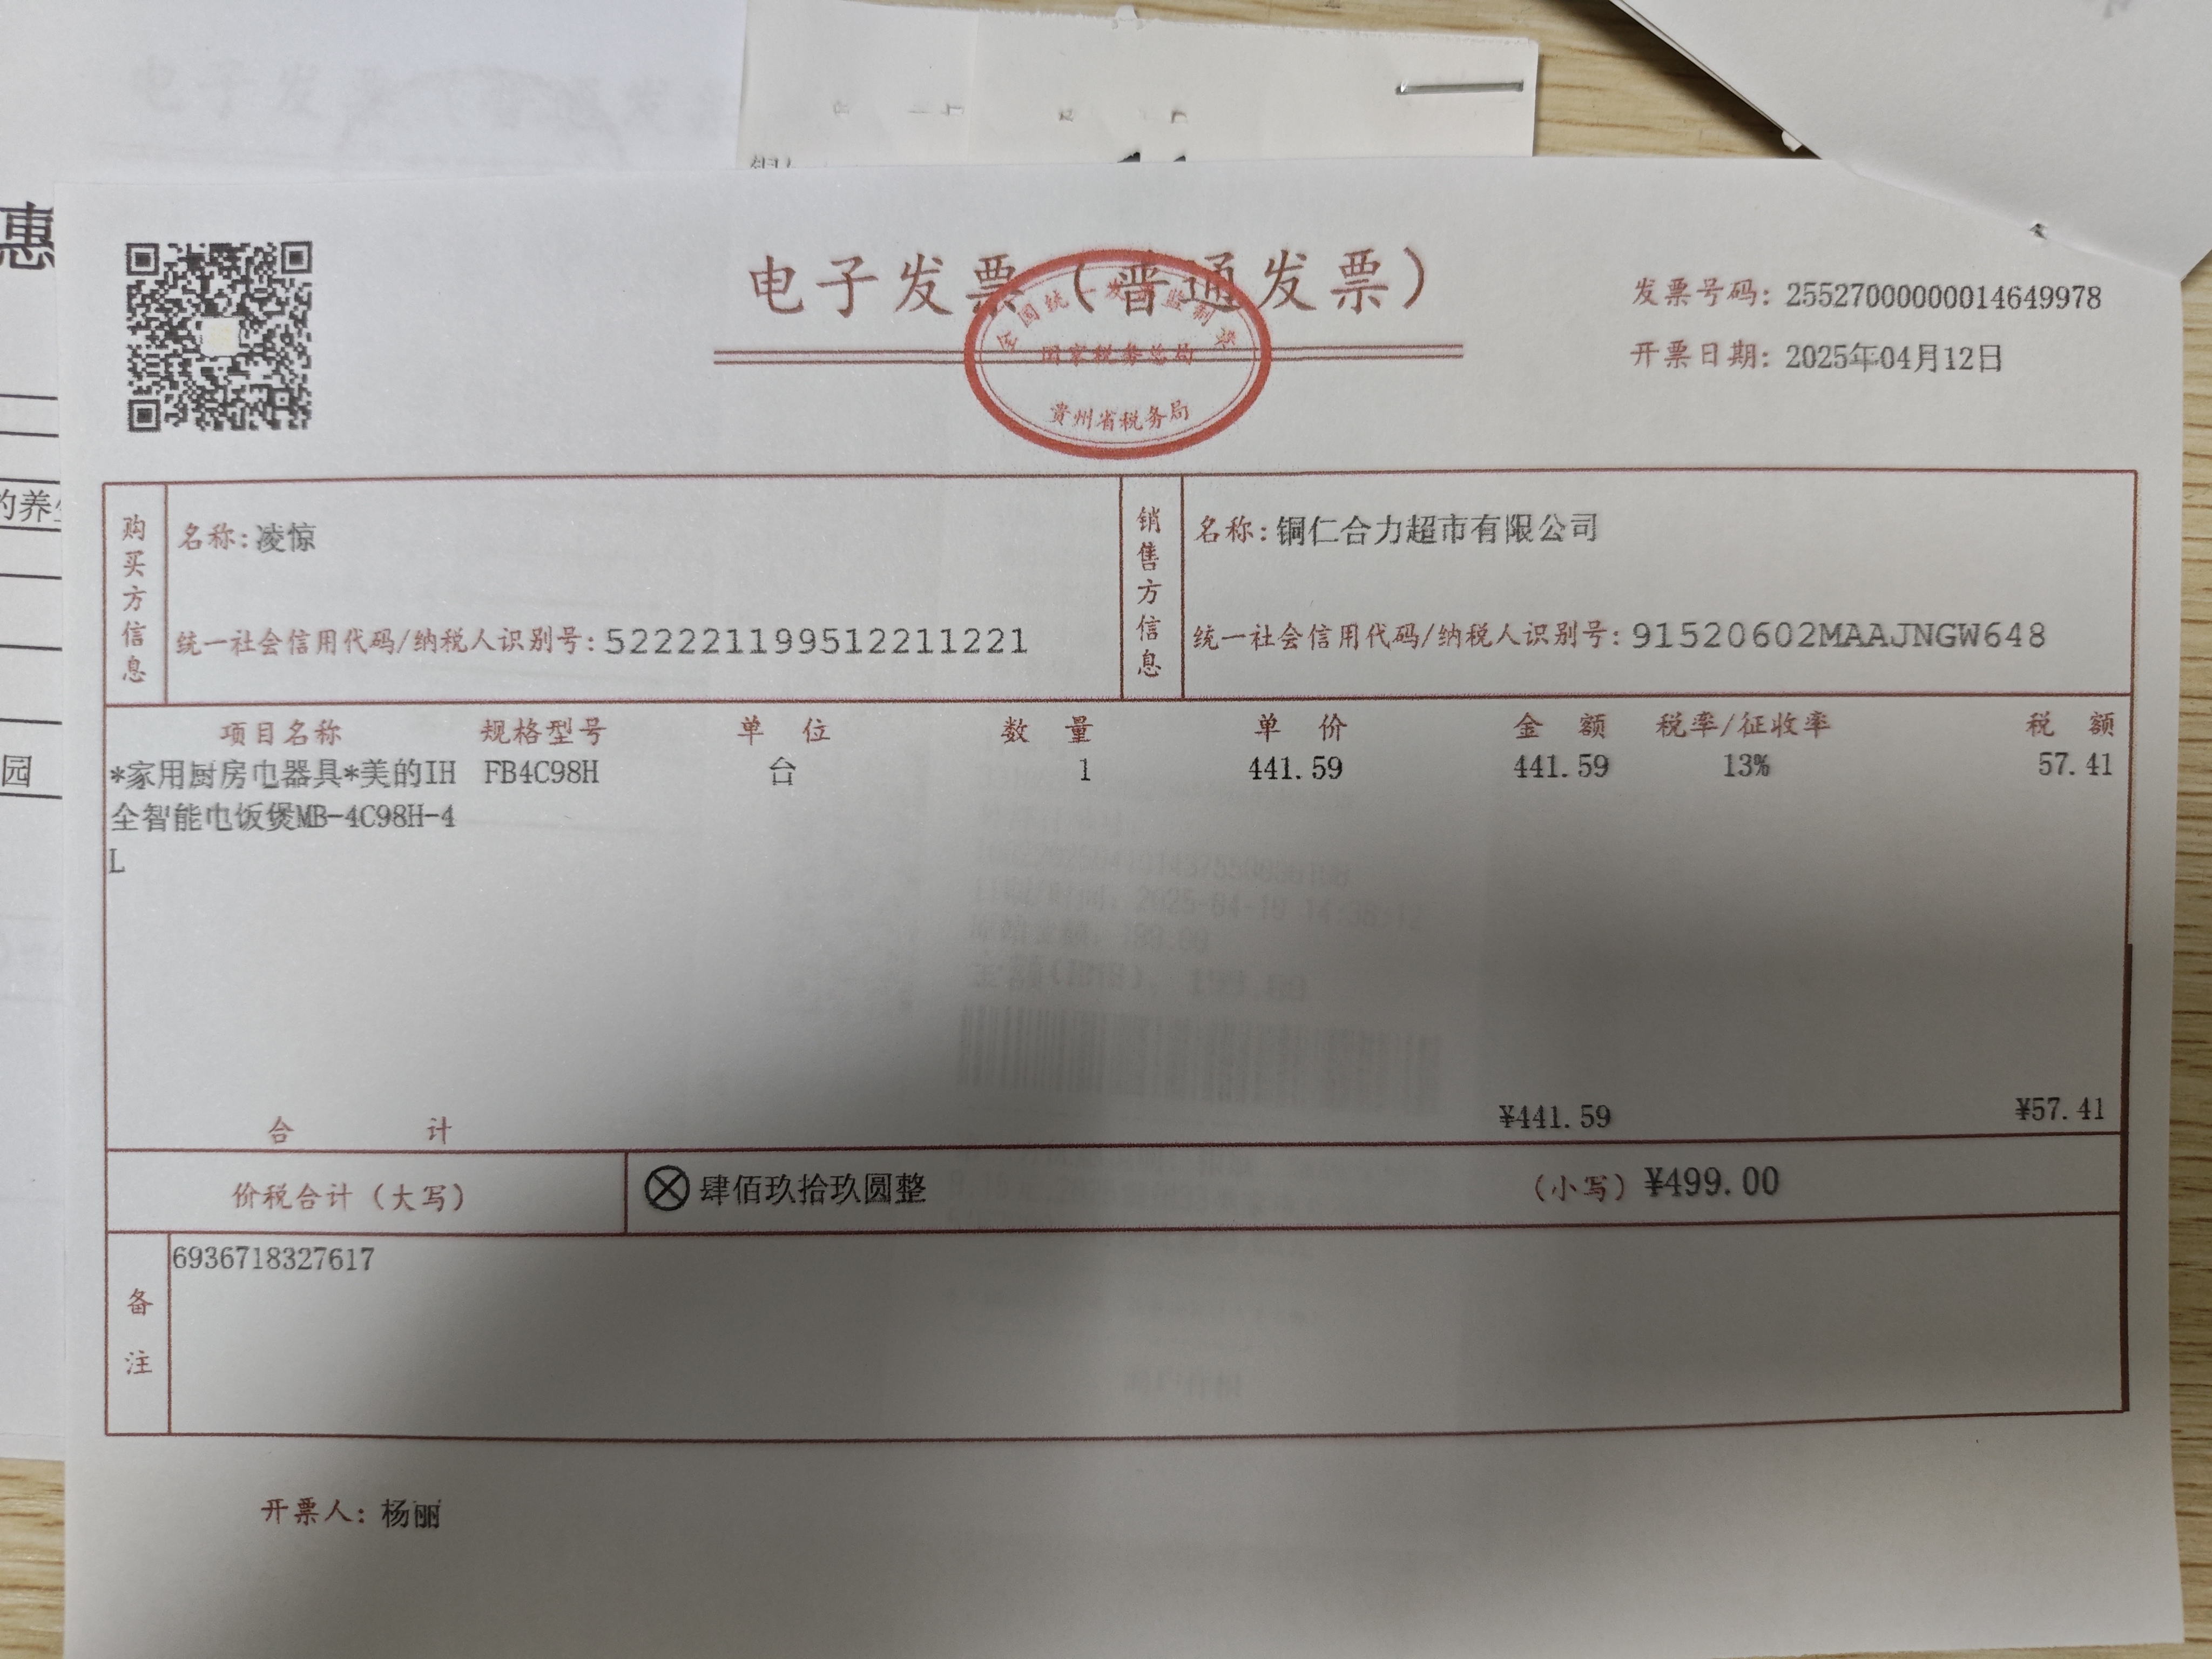 惠
的养
园
电子发票（普通发票）
全国统一发票监制章
国家税务总局
贵州省税务局
发票号码：25527000000014649978
开票日期：2025年04月12日
购买方信息
名称：凌惊
统一社会信用代码/纳税人识别号：522221199512211221
销售方信息
名称：铜仁合力超市有限公司
统一社会信用代码/纳税人识别号：91520602MAAJNGW648
项目名称 规格型号 单 位 数 量 单 价 金 额 税率/征收率 税 额
*家用厨房电器具*美的IH FB4C98H 台 1 441.59 441.59 13% 57.41
全智能电饭煲MB-4C98H-4
L
合 计 ¥441.59 ¥57.41
价税合计（大写） ⊗肆佰玖拾玖圆整 （小写）¥499.00
备注
6936718327617
开票人：杨丽